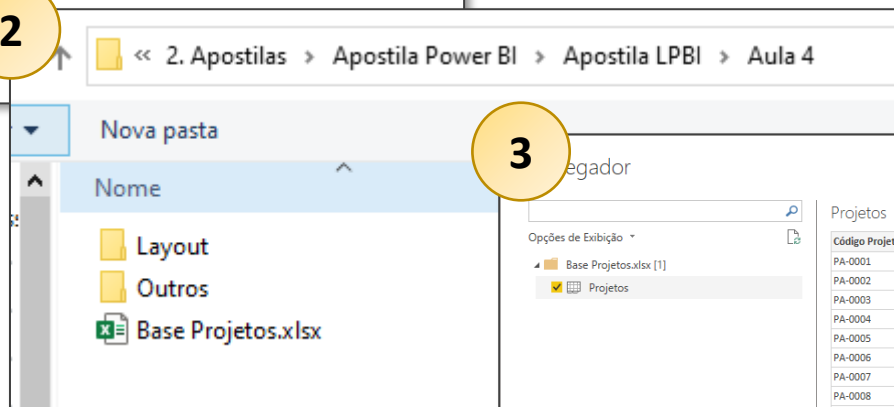 2
« 2. Apostilas › Apostila Power BI › Apostila LPBI › Aula 4
Nova pasta
Nome
Layout
Outros
Base Projetos.xlsx
3
egador
Opções de Exibição
Base Projetos.xlsx [1]
Projetos
Projetos
Código Projet
PA-0001
PA-0002
PA-0003
PA-0004
PA-0005
PA-0006
PA-0007
PA-0008